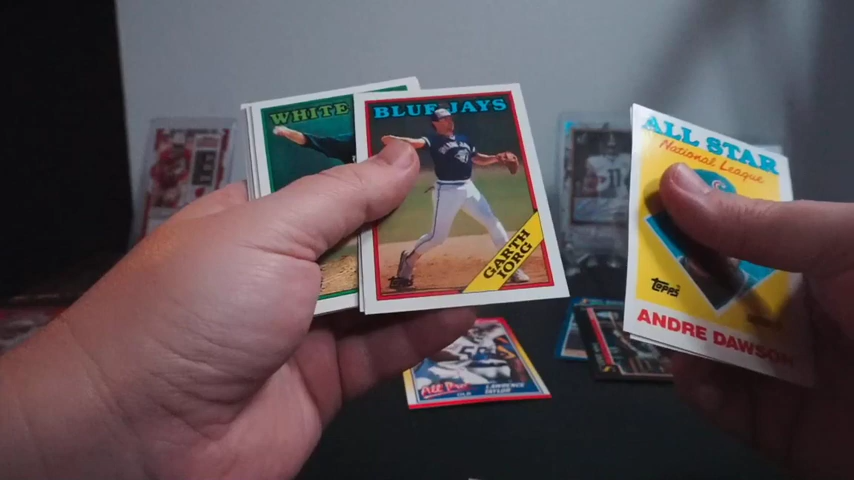 WHITE
BLUE JAYS
GARTH
IORG
ALL STAR
National League
topps
ANDRE DAWSON
All Pro
LAWRENCE
TAYLOR